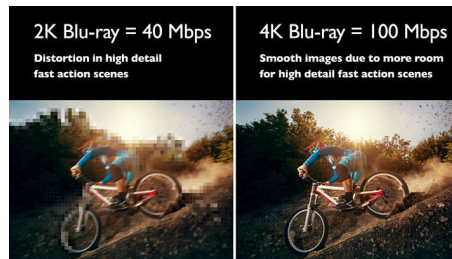 2K Blu-ray = 40 Mbps
Distortion in high detail
fast action scenes
4K Blu-ray = 100 Mbps
Smooth images due to more room
for high detail fast action scenes